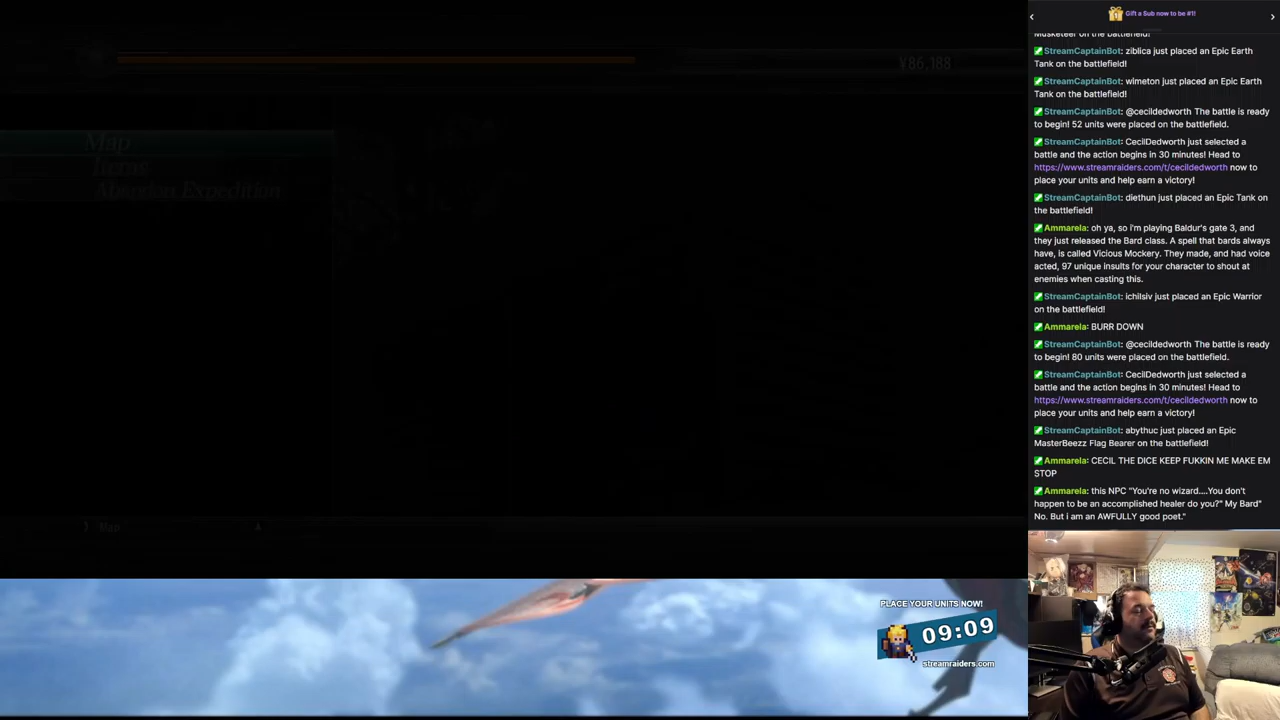 ¥86,188
Map
Items
Absorian Expedition
Map
PLACE YOUR UNITS NOW!
09:09
streamraiders.com
Gift a Sub now to be #1!
Musketeer on the battlefield!
StreamCaptainBot: ziblica just placed an Epic Earth
Tank on the battlefield!
StreamCaptainBot: wimeton just placed an Epic Earth
Tank on the battlefield!
StreamCaptainBot: @cecildedworth The battle is ready
to begin! 52 units were placed on the battlefield.
StreamCaptainBot: CecilDedworth just selected a
battle and the action begins in 30 minutes! Head to
https://www.streamraiders.com/t/cecildedworth now to
place your units and help earn a victory!
StreamCaptainBot: diethun just placed an Epic Tank on
the battlefield!
Ammarela: oh ya, so i'm playing Baldur's gate 3, and
they just released the Bard class. A spell that bards always
have, is called Vicious Mockery. They made, and had voice
acted, 97 unique insults for your character to shout at
enemies when casting this.
StreamCaptainBot: ichilsiv just placed an Epic Warrior
on the battlefield!
Ammarela: BURR DOWN
StreamCaptainBot: @cecildedworth The battle is ready
to begin! 80 units were placed on the battlefield.
StreamCaptainBot: CecilDedworth just selected a
battle and the action begins in 30 minutes! Head to
https://www.streamraiders.com/t/cecildedworth now to
place your units and help earn a victory!
StreamCaptainBot: abythuc just placed an Epic
MasterBeezz Flag Bearer on the battlefield!
Ammarela: CECIL THE DICE KEEP FUKKIN ME MAKE EM
STOP
Ammarela: this NPC "You're no wizard....You don't
happen to be an accomplished healer do you?" My Bard"
No. But i am an AWFULLY good poet."